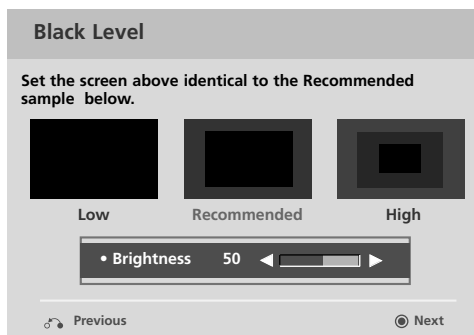 Black Level
Set the screen above identical to the Recommended
sample below.
Low Recommended High
• Brightness 50
Previous Next